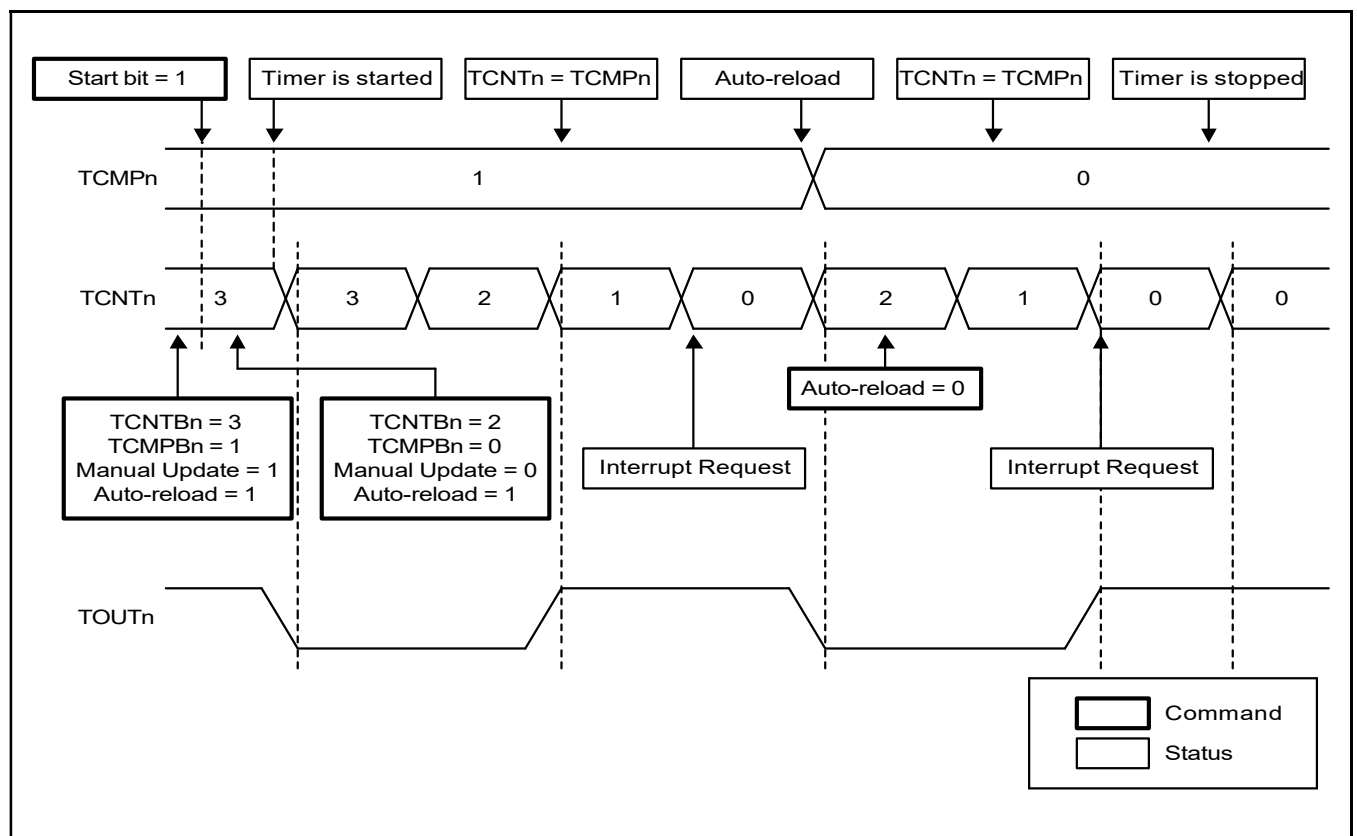 Start bit = 1
Timer is started
TCNTn = TCMPn
Auto-reload
TCNTn = TCMPn
Timer is stopped
TCMPn
1
0
TCNTn
3
3
2
1
0
2
1
0
0
TCNTBn = 3
TCMPBn = 1
Manual Update = 1
Auto-reload = 1
TCNTBn = 2
TCMPBn = 0
Manual Update = 0
Auto-reload = 1
Interrupt Request
Auto-reload = 0
Interrupt Request
TOUTn
Command
Status